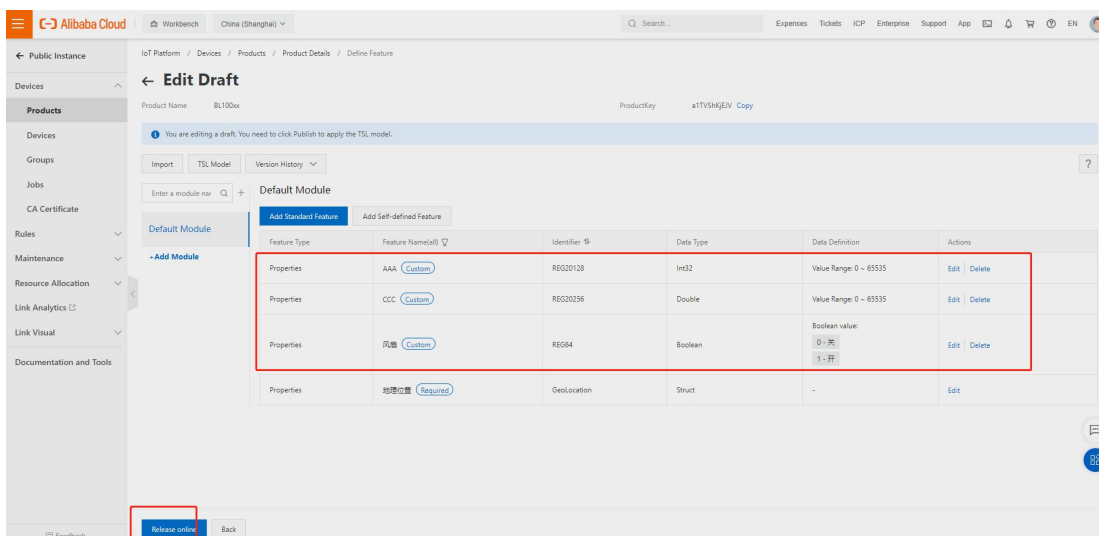 Alibaba Cloud
Workbench
China (Shanghai)
Search...
Expenses Tickets ICP Enterprise Support App EN
Public Instance
IoT Platform / Devices / Products / Product Details / Define Feature
Devices
Edit Draft
Products
Product Name BL100xx ProductKey a1TVShKjEJV Copy
Devices
You are editing a draft. You need to click Publish to apply the TSL model.
Groups
Import TSL Model Version History ?
Jobs
Enter a module nar
Default Module
CA Certificate
Add Standard Feature Add Self-defined Feature
Rules
Default Module
Feature Type Feature Name(all) Identifier Data Type Data Definition Actions
Maintenance
+Add Module
Properties AAA Custom REG20128 Int32 Value Range: 0 ~ 65535 Edit Delete
Resource Allocation
Properties CCC Custom REG20256 Double Value Range: 0 ~ 65535 Edit Delete
Link Analytics
Link Visual
Boolean value:
Properties 风扇 Custom REG64 Boolean 0 - 关 Edit Delete
1 - 开
Documentation and Tools
Properties 地理位置 Required GeoLocation Struct - Edit
Release online Back
Feedback